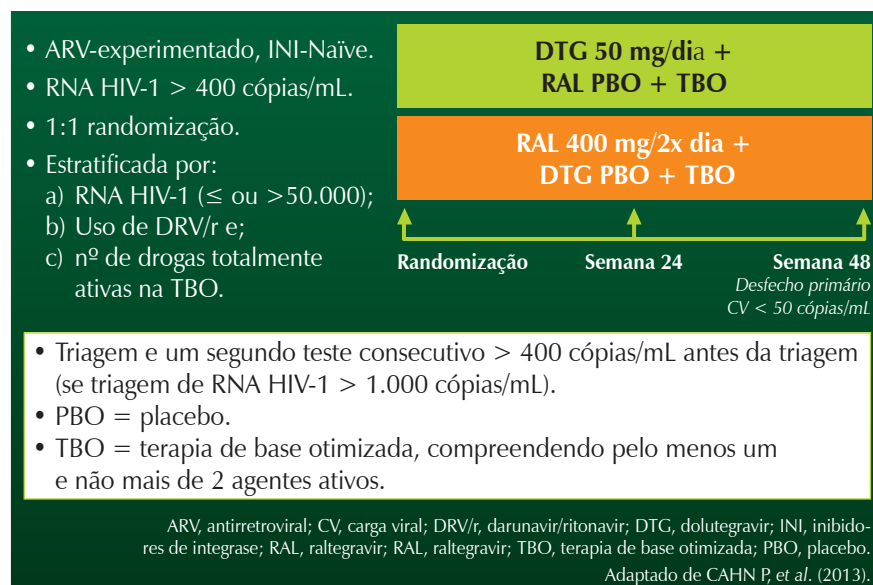 • ARV-experimentado, INI-Naïve.
• RNA HIV-1 > 400 cópias/mL.
• 1:1 randomização.
• Estratificada por:
a) RNA HIV-1 (≤ ou >50.000);
b) Uso de DRV/r e;
c) nº de drogas totalmente
ativas na TBO.
DTG 50 mg/dia +
RAL PBO + TBO
RAL 400 mg/2x dia +
DTG PBO + TBO
Randomização
Semana 24
Semana 48
Desfecho primário
CV < 50 cópias/mL
• Triagem e um segundo teste consecutivo > 400 cópias/mL antes da triagem
(se triagem de RNA HIV-1 > 1.000 cópias/mL).
• PBO = placebo.
• TBO = terapia de base otimizada, compreendendo pelo menos um
e não mais de 2 agentes ativos.
ARV, antirretroviral; CV, carga viral; DRV/r, darunavir/ritonavir; DTG, dolutegravir; INI, inibido-
res de integrase; RAL, raltegravir; RAL, raltegravir; TBO, terapia de base otimizada; PBO, placebo.
Adaptado de CAHN P, et al. (2013).